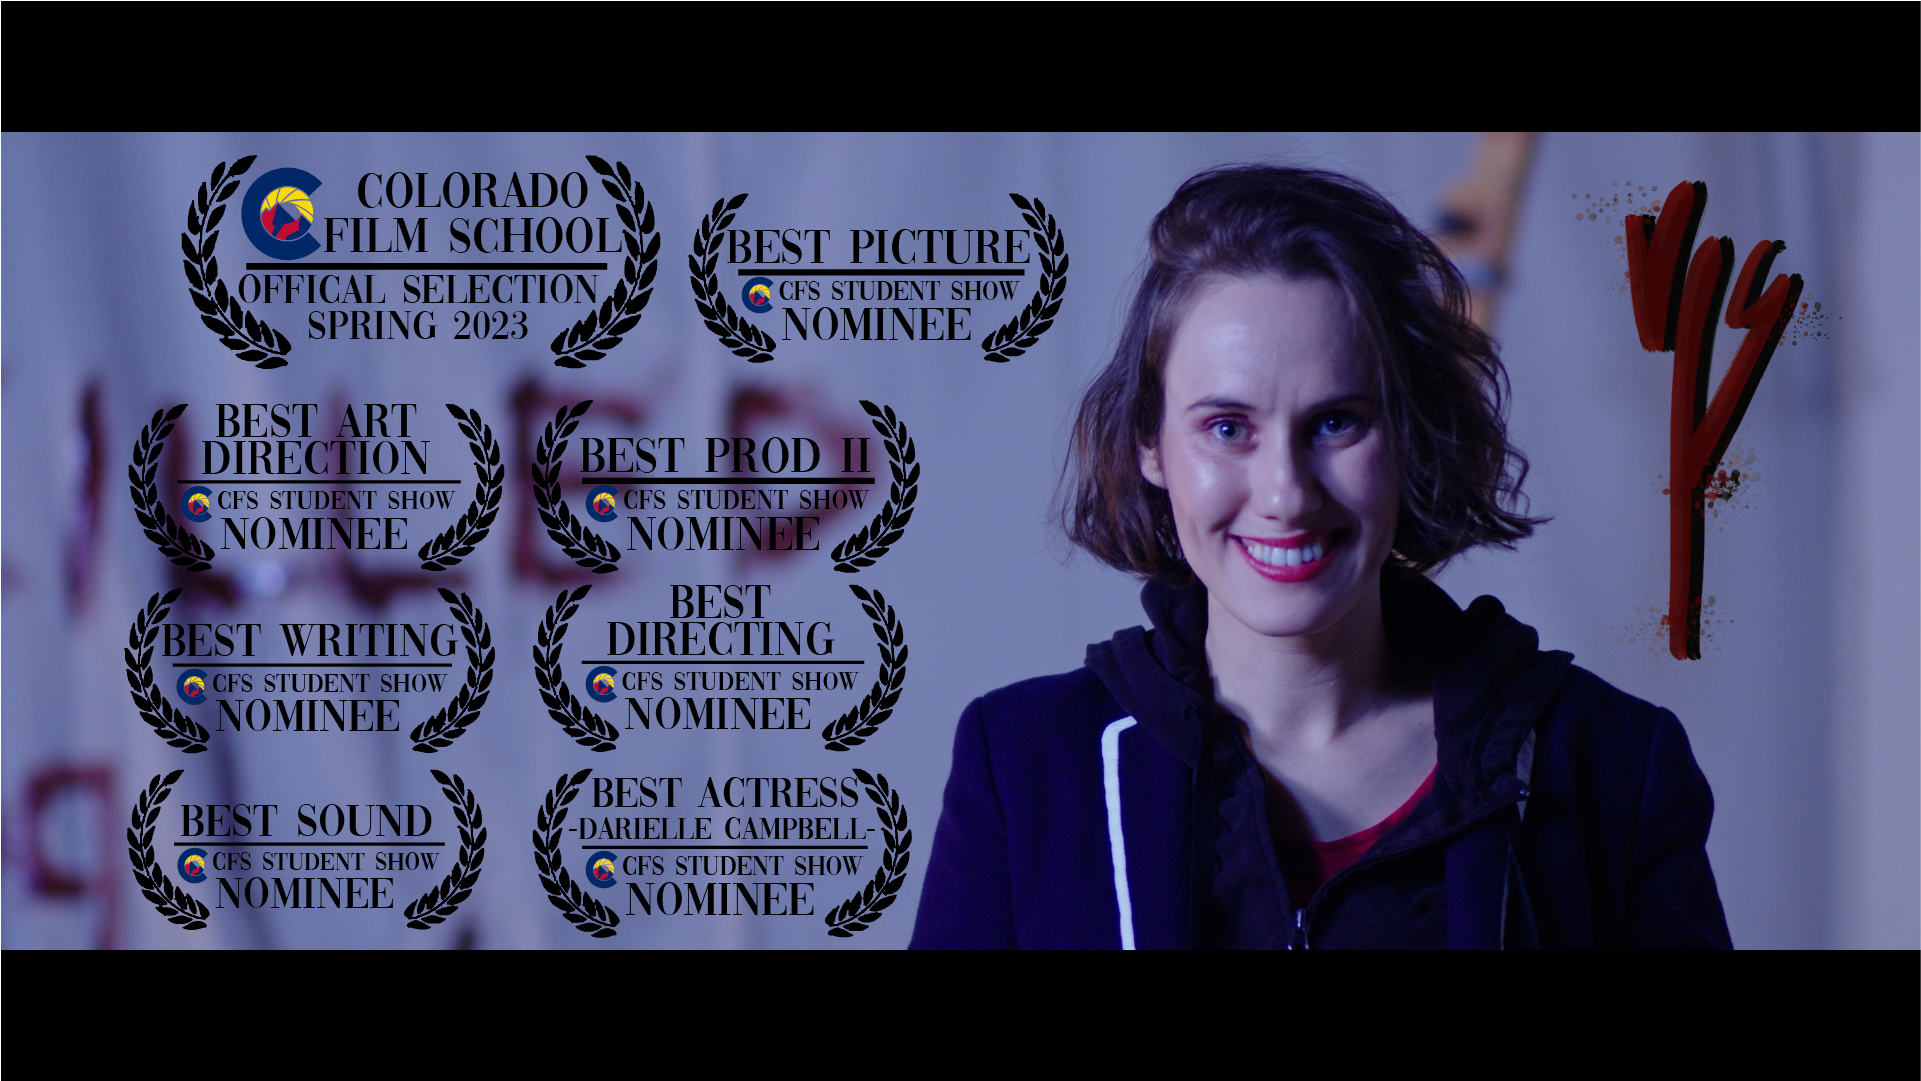 COLORADO
FILM SCHOOL
OFFICAL SELECTION
SPRING 2023
BEST PICTURE
CFS STUDENT SHOW
NOMINEE
BEST ART
DIRECTION
CFS STUDENT SHOW
NOMINEE
BEST PROD II
CFS STUDENT SHOW
NOMINEE
BEST WRITING
CFS STUDENT SHOW
NOMINEE
BEST
DIRECTING
CFS STUDENT SHOW
NOMINEE
BEST SOUND
CFS STUDENT SHOW
NOMINEE
BEST ACTRESS
-DARIELLE CAMPBELL-
CFS STUDENT SHOW
NOMINEE